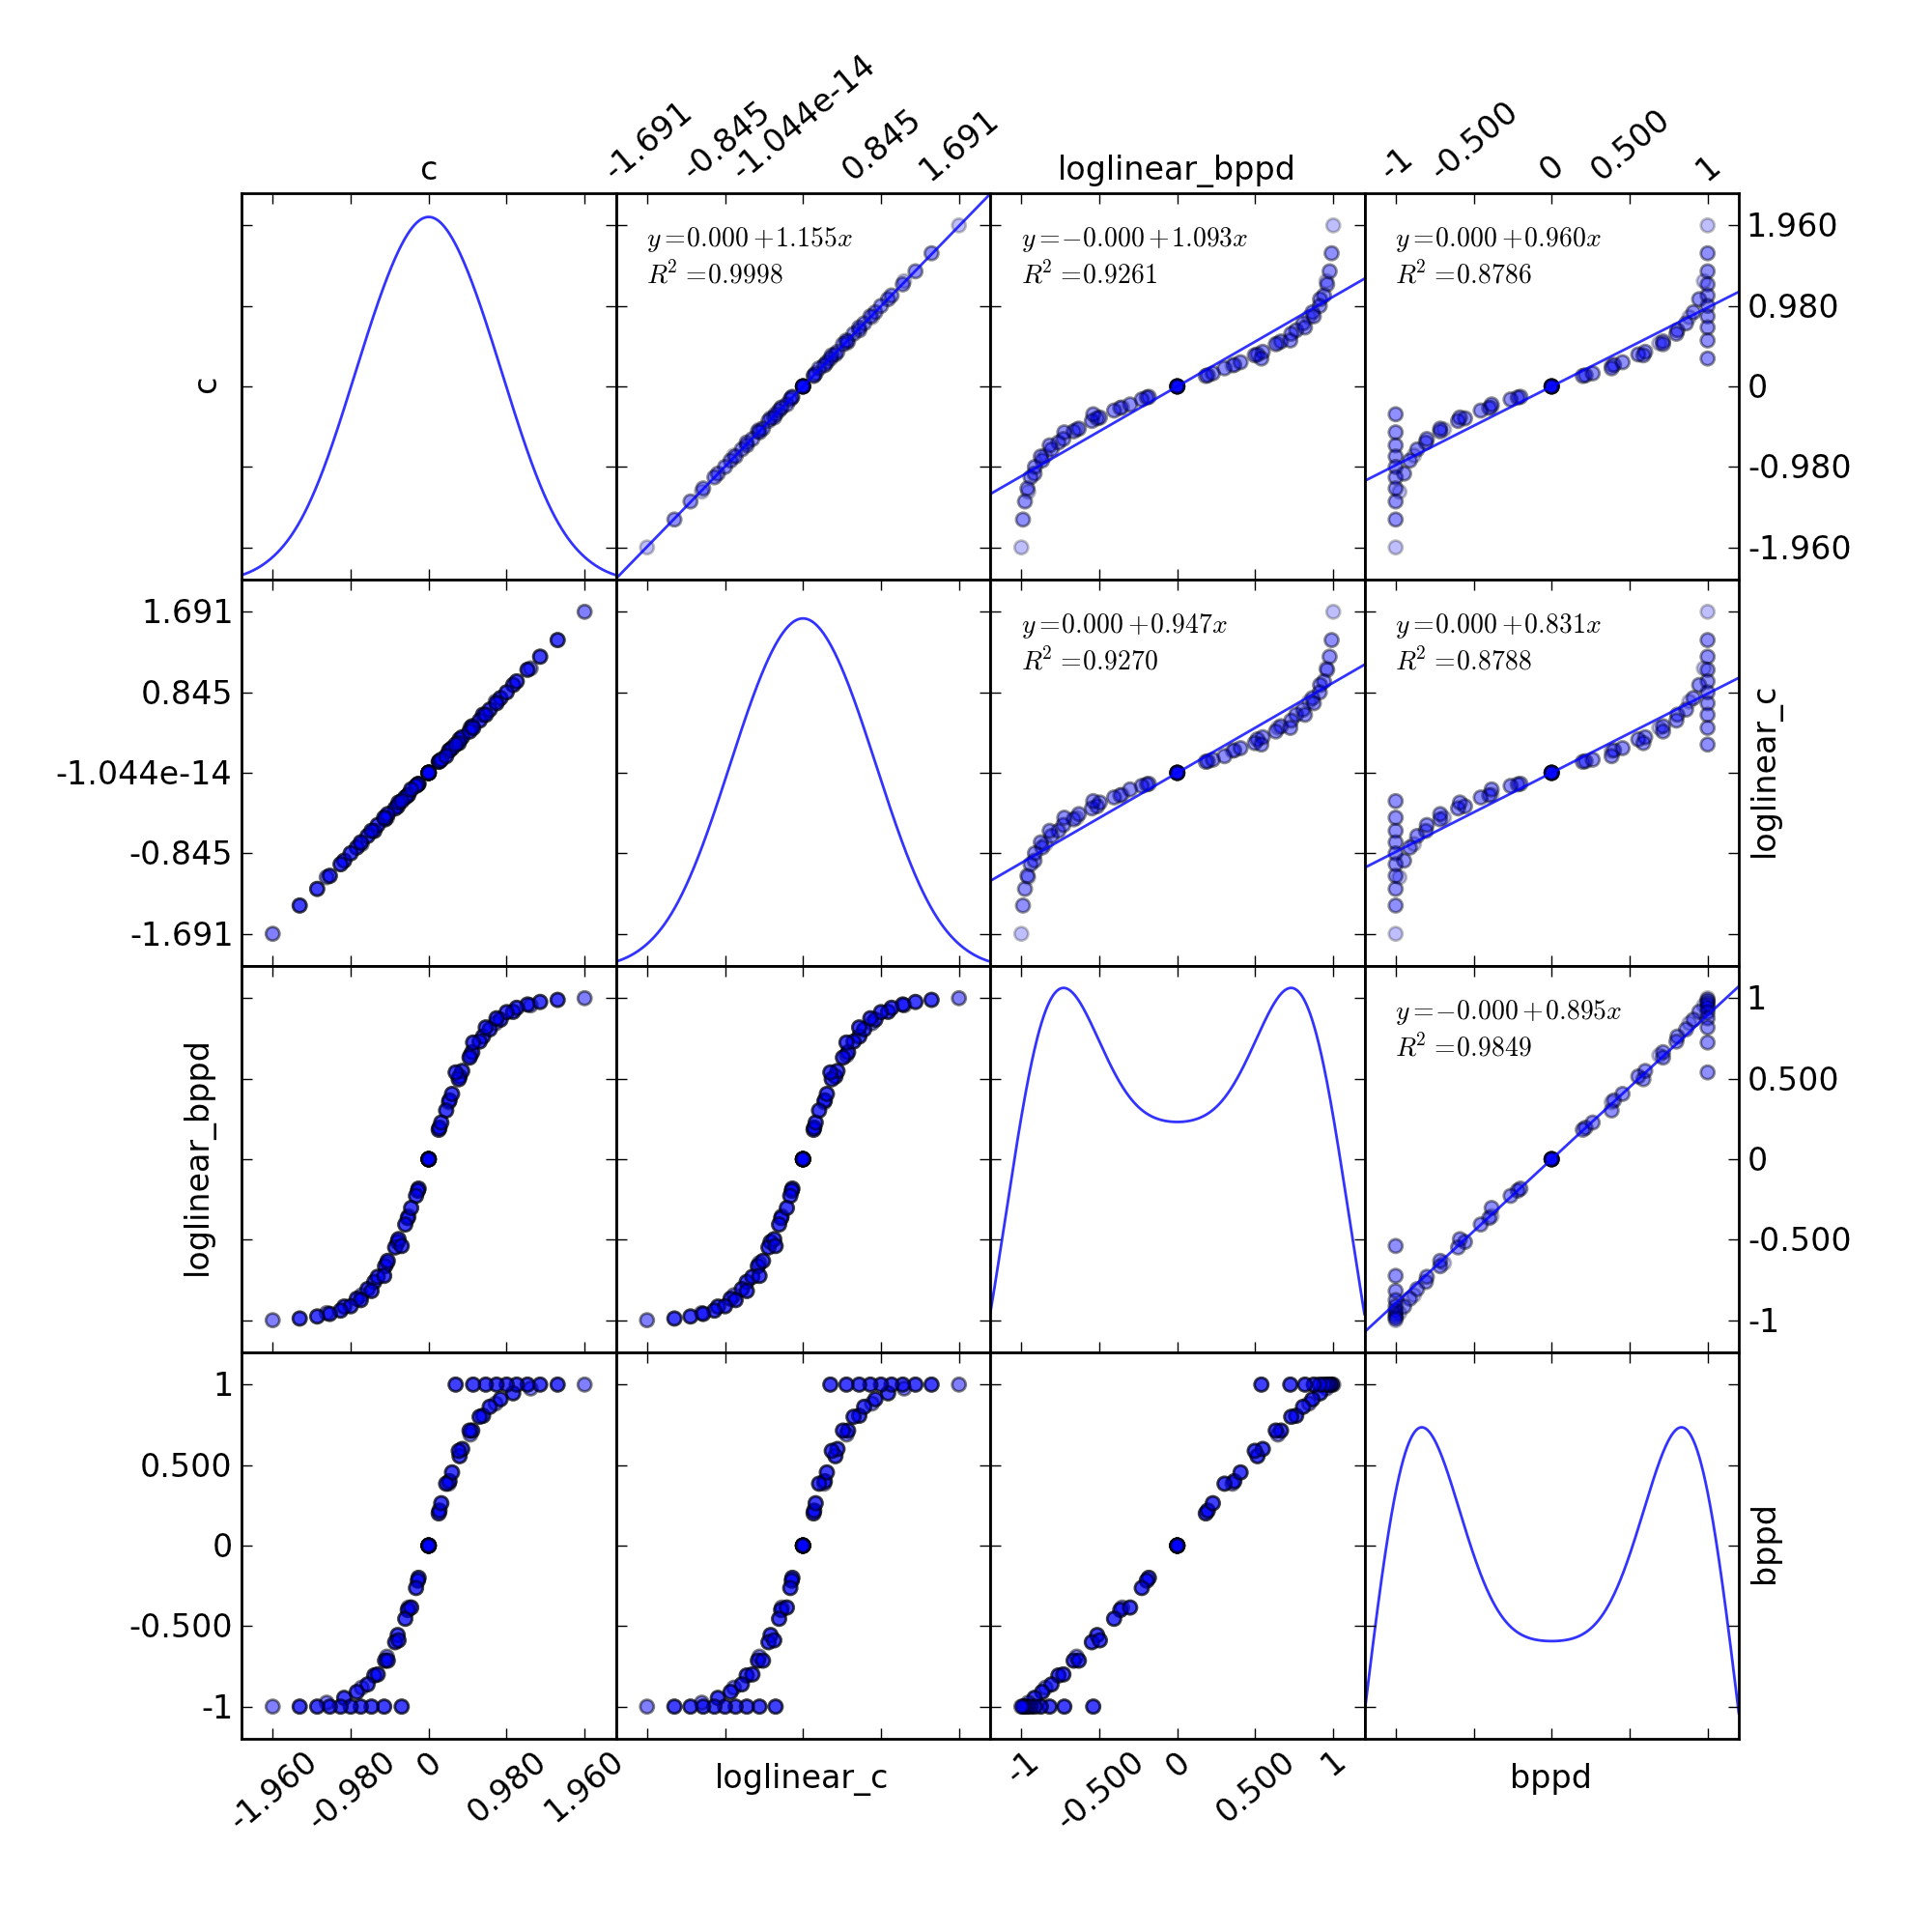 -1.691 -0.845 -1.044e-14 0.845 1.691
-1 -0.500 0 0.500 1
c loglinear_bppd
c
y=0.000+1.155x
R² =0.9998
y=−0.000+1.093x
R² =0.9261
y=0.000+0.960x
R² =0.8786
1.960
0.980
0
-0.980
-1.960
1.691
0.845
-1.044e-14
-0.845
-1.691
y=0.000+0.947x
R² =0.9270
y=0.000+0.831x
R² =0.8788
loglinear_c
loglinear_bppd
y=−0.000+0.895x
R² =0.9849
1
0.500
0
-0.500
-1
1
0.500
0
-0.500
-1
bppd
-1.960 -0.980 0 0.980 1.960
loglinear_c
-1 -0.500 0 0.500 1
bppd